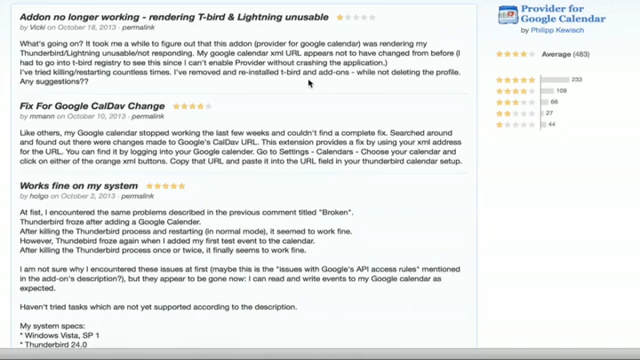 Addon no longer working - rendering T-bird & Lightning unusable
by Vicki on October 18, 2013 · permalink
What's going on? It took me a while to figure out that this addon (provider for google calendar) was rendering my
Thunderbird/Lightning unusable/not responding. My google calendar xml URL appears not to have changed from before (I
had to go into t-bird registry to see this since I can't enable Provider without crashing the application.)
I've tried killing/restarting countless times. I've removed and re-installed t-bird and add-ons - while not deleting the profile.
Any suggestions??
Fix For Google CalDav Change
by mmann on October 10, 2013 · permalink
Like others, my Google calendar stopped working the last few weeks and couldn't find a complete fix. Searched around
and found out there were changes made to Google's CalDav URL. This extension provides a fix by using your xml address
for the URL. You can find it by logging into your Google calender. Go to Settings - Calendars - Choose your calendar and
click on either of the orange xml buttons. Copy that URL and paste it into the URL field in your thunderbird calendar setup.
Works fine on my system
by holgo on October 2, 2013 · permalink
At fist, I encountered the same problems described in the previous comment titled "Broken".
Thunderbird froze after adding a Google Calender.
After killing the Thunderbird process and restarting (in normal mode), it seemed to work fine.
However, Thundebird froze again when I added my first test event to the calendar.
After killing the Thunderbird process once or twice, it finally seems to work fine.
I am not sure why I encountered these issues at first (maybe this is the "issues with Google's API access rules" mentioned
in the add-on's description?), but they appear to be gone now: I can read and write events to my Google calendar as
expected.
Haven't tried tasks which are not yet supported according to the description.
My system specs:
* Windows Vista, SP 1
* Thunderbird 24.0
Provider for
Google Calendar
by Philipp Kewisch
Average (483)
233
109
66
27
44